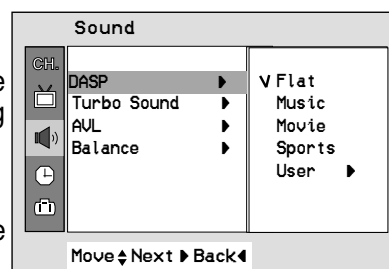 Sound
CH.
DASP
Turbo Sound
AVL
Balance
√ Flat
Music
Movie
Sports
User
Move Next Back
e
g
e